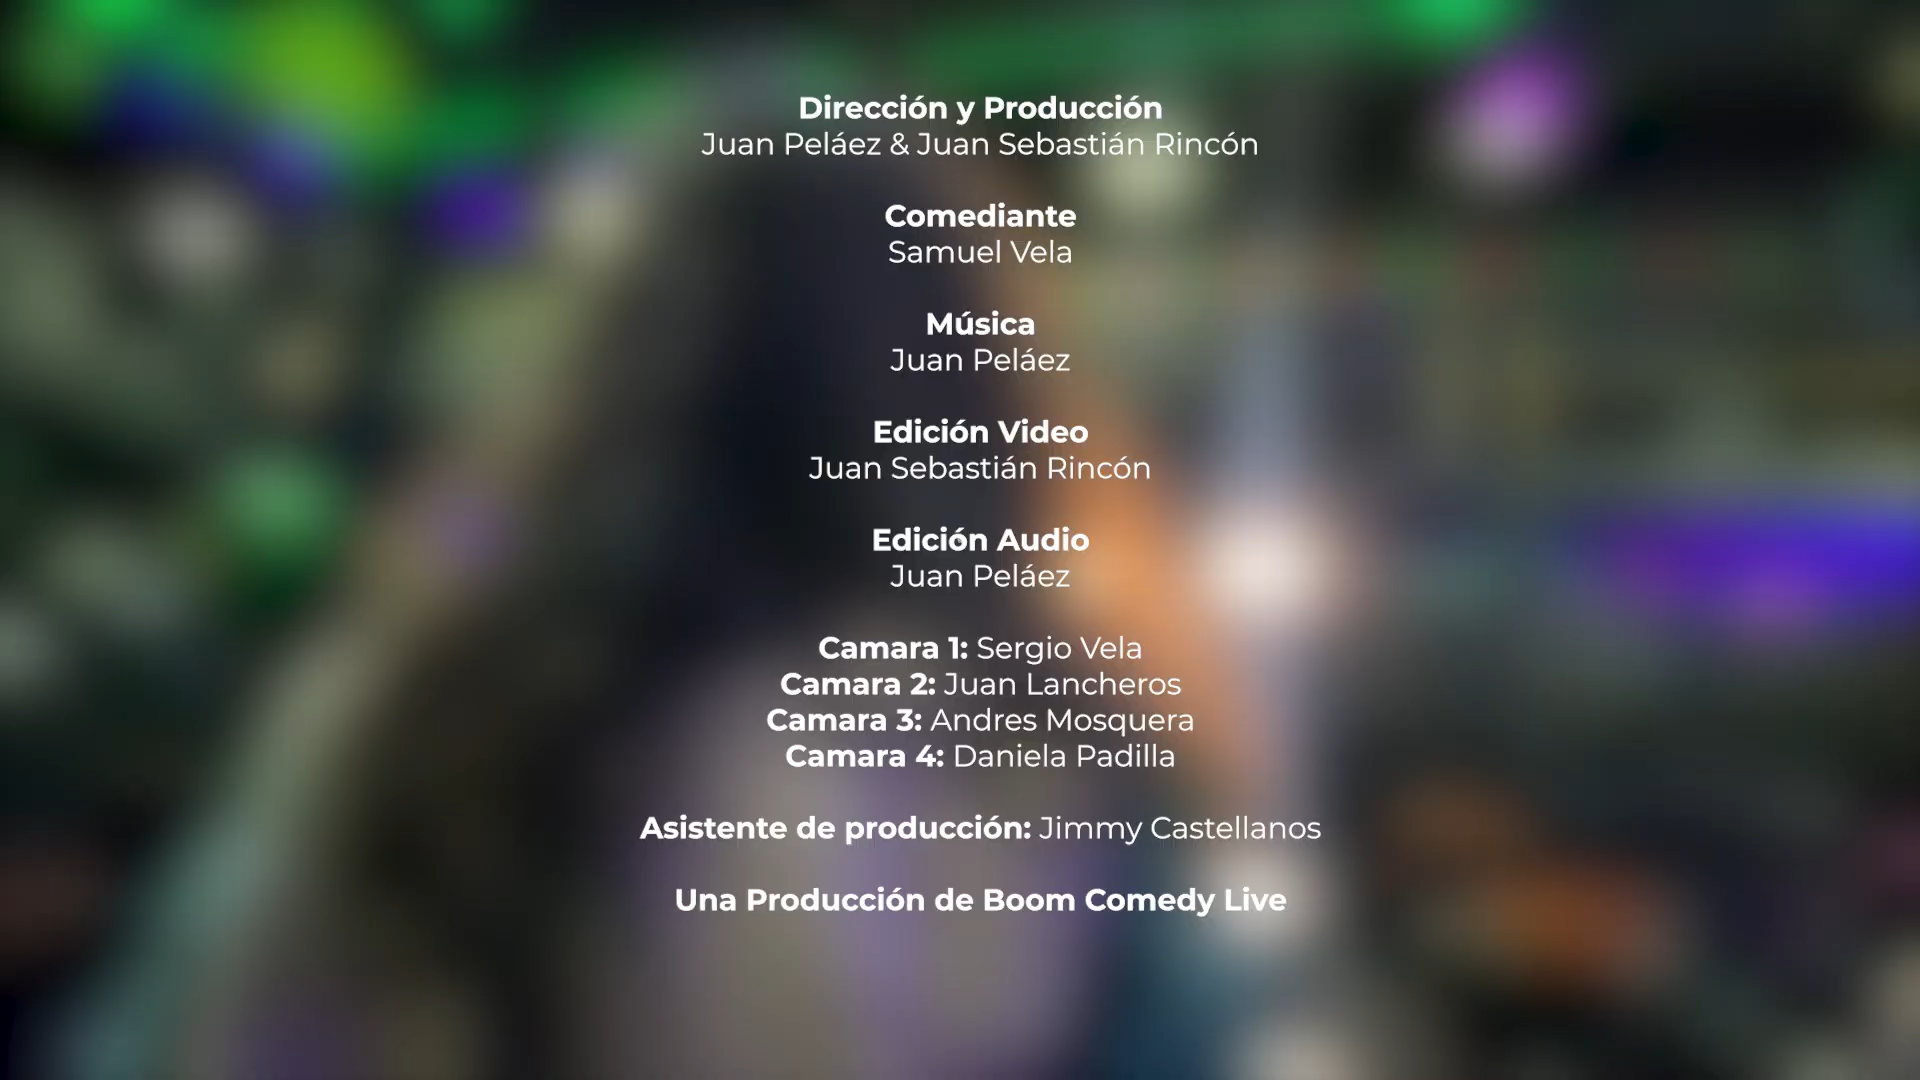 Dirección y Producción
Juan Peláez & Juan Sebastián Rincón
Comediante
Samuel Vela
Música
Juan Peláez
Edición Video
Juan Sebastián Rincón
Edición Audio
Juan Peláez
Camara 1: Sergio Vela
Camara 2: Juan Lancheros
Camara 3: Andres Mosquera
Camara 4: Daniela Padilla
Asistente de producción: Jimmy Castellanos
Una Producción de Boom Comedy Live